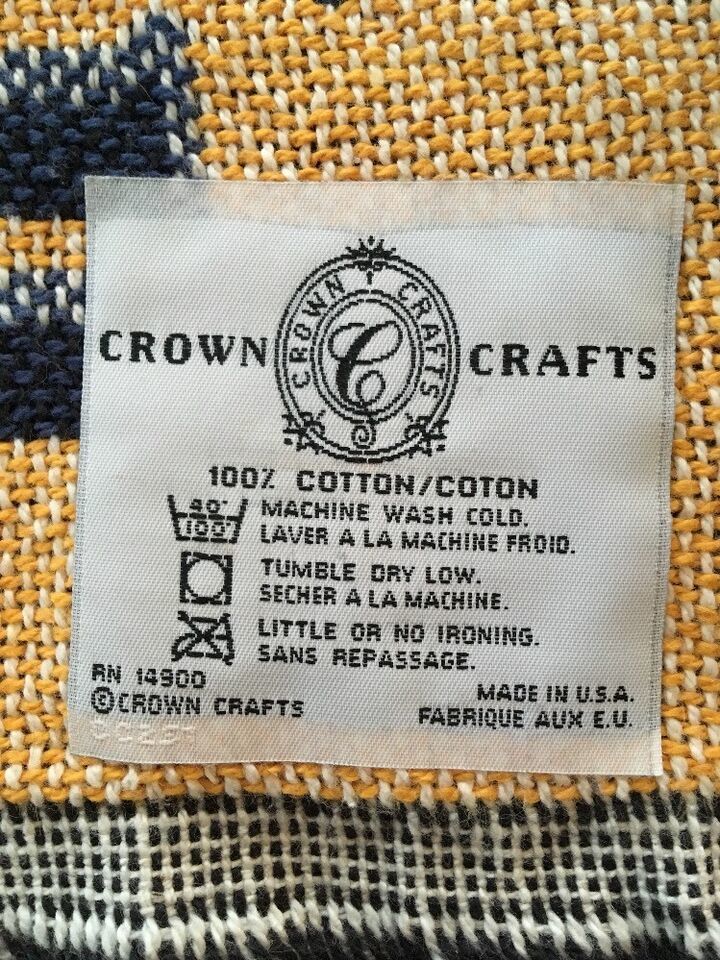 CROWN CRAFTS
CROWN CRAFTS
C
100% COTTON/COTON
40°
100°
MACHINE WASH COLD.
LAVER A LA MACHINE FROID.
TUMBLE DRY LOW.
SECHER A LA MACHINE.
LITTLE OR NO IRONING.
SANS REPASSAGE.
RN 14900
©CROWN CRAFTS
MADE IN U.S.A.
FABRIQUE AUX E.U.